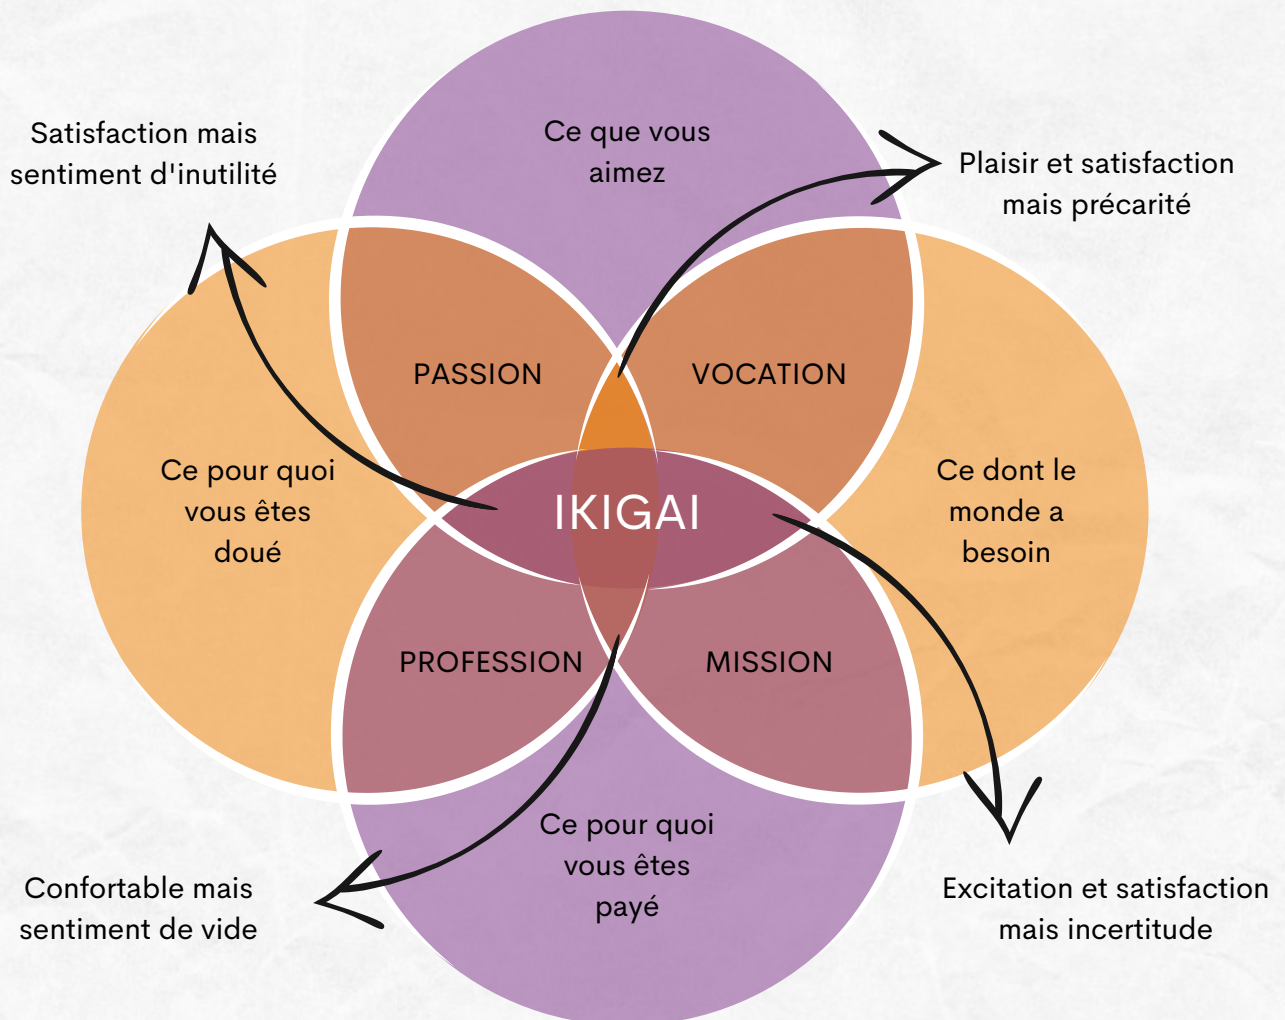 Ce que vous
aimez
Satisfaction mais
sentiment d'inutilité
Plaisir et satisfaction
mais précarité
PASSION
VOCATION
Ce pour quoi
vous êtes
doué
IKIGAI
Ce dont le
monde a
besoin
PROFESSION
MISSION
Ce pour quoi
vous êtes
payé
Confortable mais
sentiment de vide
Excitation et satisfaction
mais incertitude